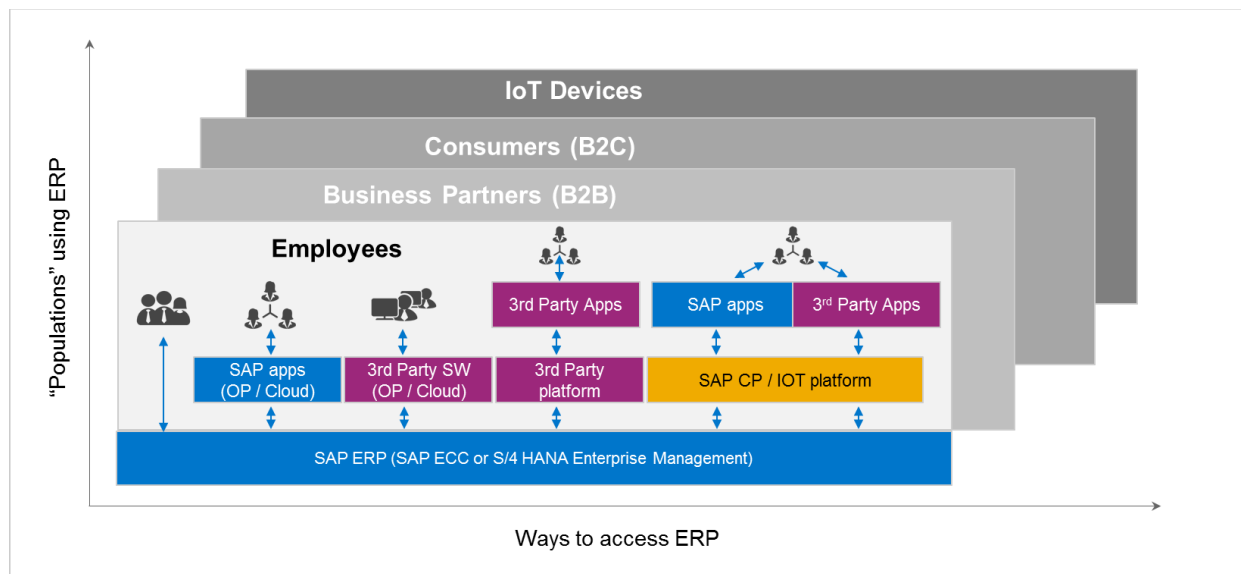 “Populations” using ERP
IoT Devices
Consumers (B2C)
Business Partners (B2B)
Employees
3rd Party Apps
SAP apps
3rd Party Apps
SAP apps
(OP / Cloud)
3rd Party SW
(OP / Cloud)
3rd Party
platform
SAP CP / IOT platform
SAP ERP (SAP ECC or S/4 HANA Enterprise Management)
Ways to access ERP